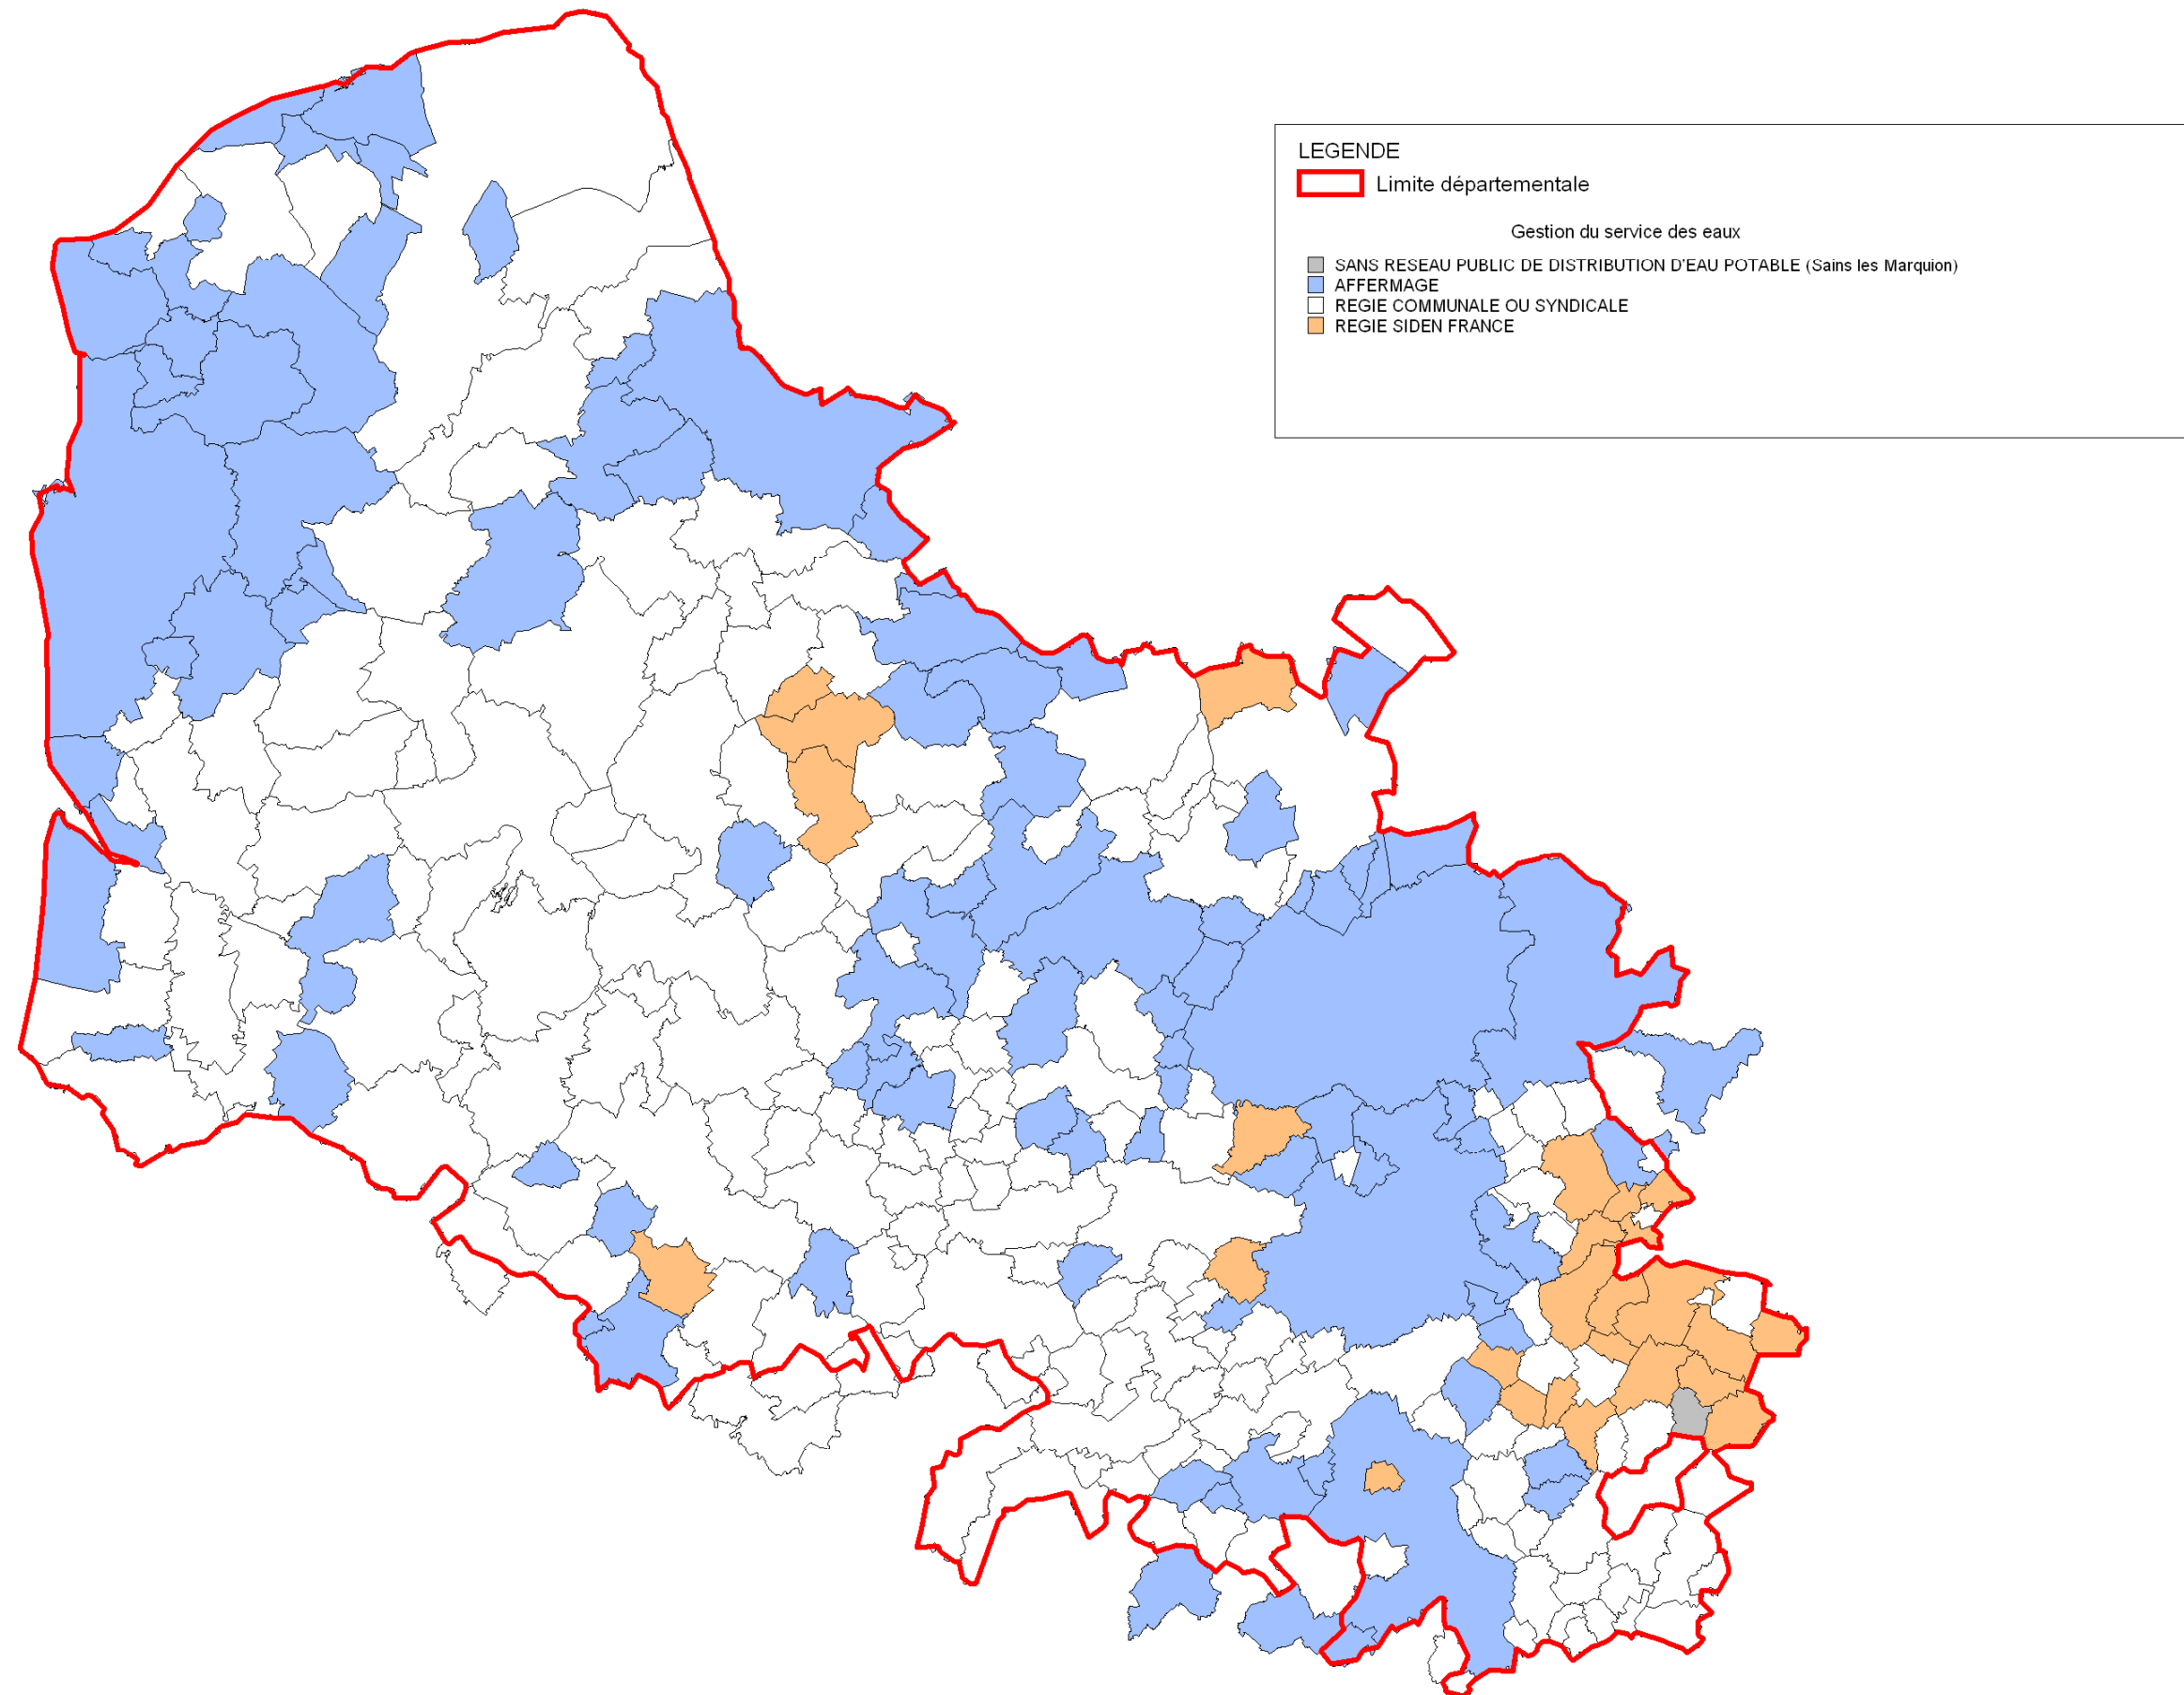 LEGENDE
Limite départementale
Gestion du service des eaux
SANS RESEAU PUBLIC DE DISTRIBUTION D'EAU POTABLE (Sains les Marquion)
AFFERMAGE
REGIE COMMUNALE OU SYNDICALE
REGIE SIDEN FRANCE